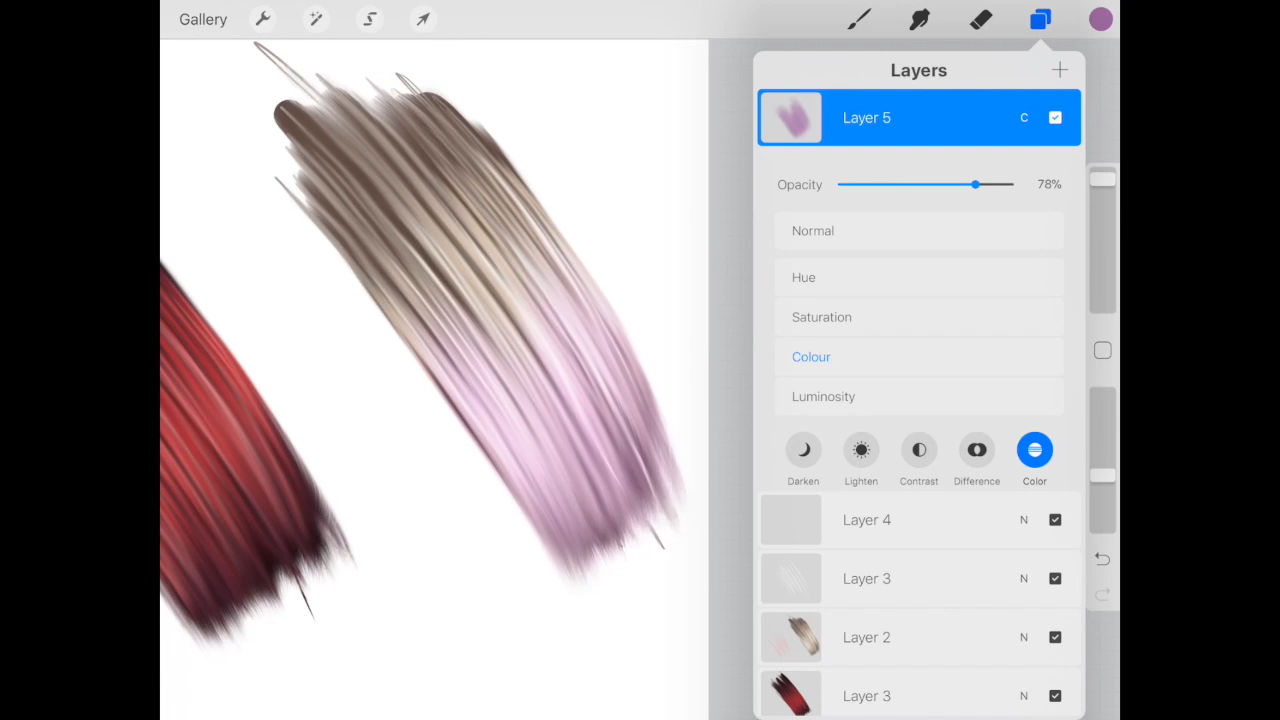 Gallery
Layers
Layer 5 C
Opacity 78%
Normal
Hue
Saturation
Colour
Luminosity
Darken Lighten Contrast Difference Color
Layer 4 N
Layer 3 N
Layer 2 N
Layer 3 N